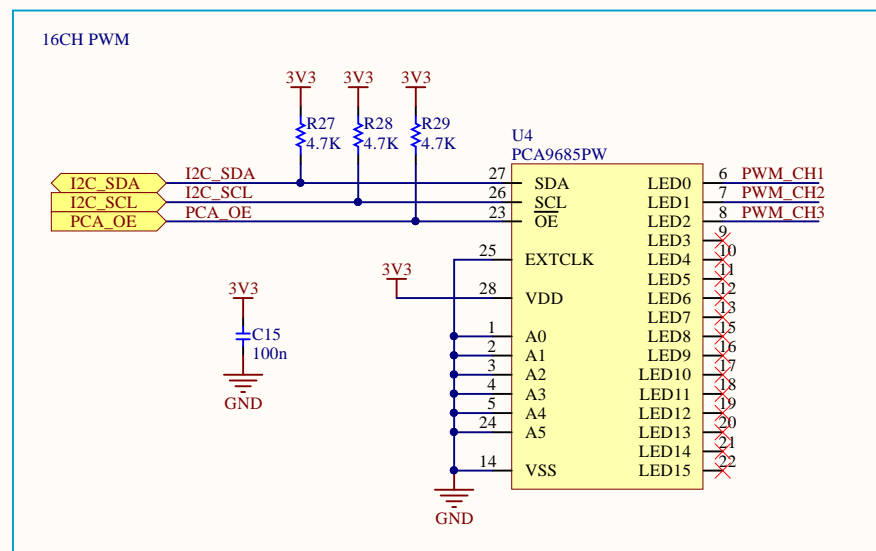 16CH PWM
3V3 3V3 3V3
R27 R28 R29
4.7K 4.7K 4.7K
U4
PCA9685PW
I2C_SDA I2C_SDA 27 SDA LED0 6 PWM_CH1
I2C_SCL I2C_SCL 26 SCL LED1 7 PWM_CH2
PCA_OE PCA_OE 23 OE LED2 8 PWM_CH3
LED3 9
25 EXTCLK LED4 10
LED5 11
3V3 28 VDD LED6 12
LED7 13
3V3
1 A0 LED8 15
C15
100n
2 A1 LED9 16
3 A2 LED10 17
4 A3 LED11 18
GND
5 A4 LED12 19
24 A5 LED13 20
LED14 21
14 VSS LED15 22
GND